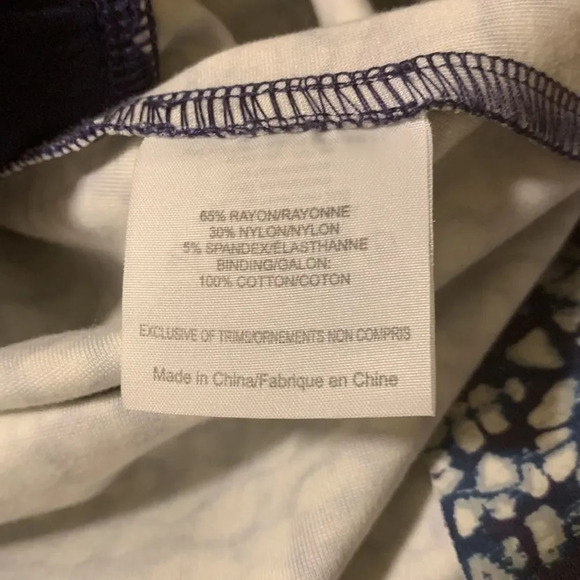 65% RAYON/RAYONNE
30% NYLON/NYLON
5% SPANDEX/ÉLASTHANNE
BINDING/GALON:
100% COTTON/COTON
EXCLUSIVE OF TRIMS/ORNEMENTS NON COMPRIS
Made in China/Fabrique en Chine